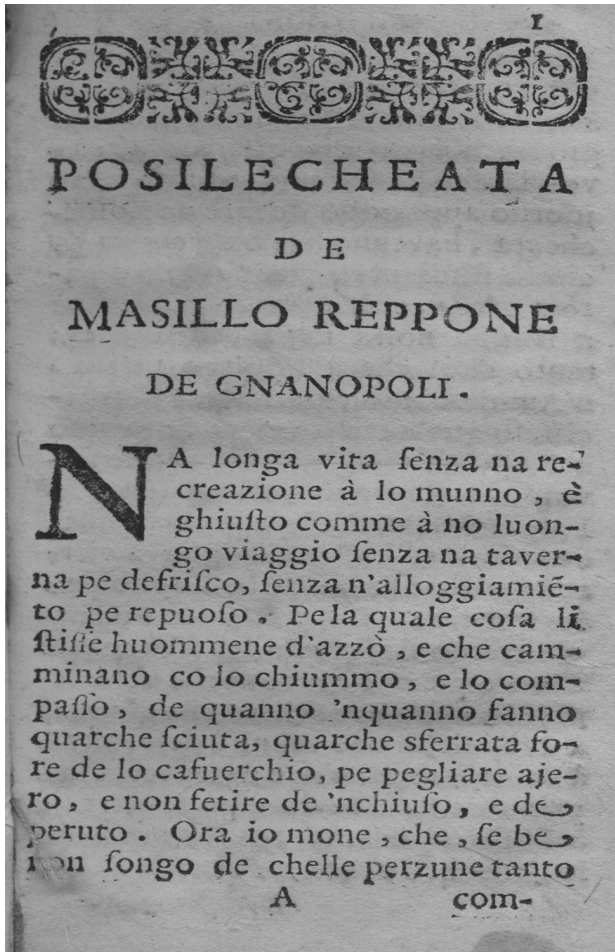 1
POSILECHEATA
DE
MASILLO REPPONE
DE GNANOPOLI.
NA longa vita ſenza na re-
creazione à lo munno, è
ghiuſto comme à no luon-
go viaggio ſenza na taver-
na pe defriſco, ſenza n'alloggiamiē-
to pe repuoſo. Pe la quale coſa li
ſtiſſe huommene d'azzò, e che cam-
minano co lo chiummo, e lo com-
paſſo, de quanno 'nquanno fanno
quarche ſciuta, quarche sferrata fo-
re de lo cafuerchio, pe pegliare aje-
ro, e non fetire de 'nchiuſo, e de
peruto. Ora io mone, che, ſe be
non ſongo de chelle perzune tanto
A com-